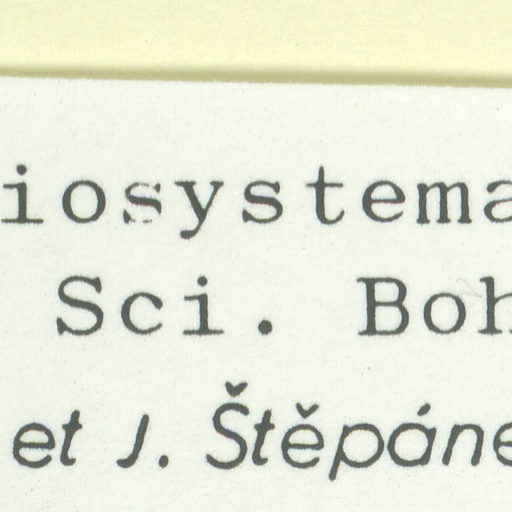 iosystema
Sci. Boh
et J. Štěpáne